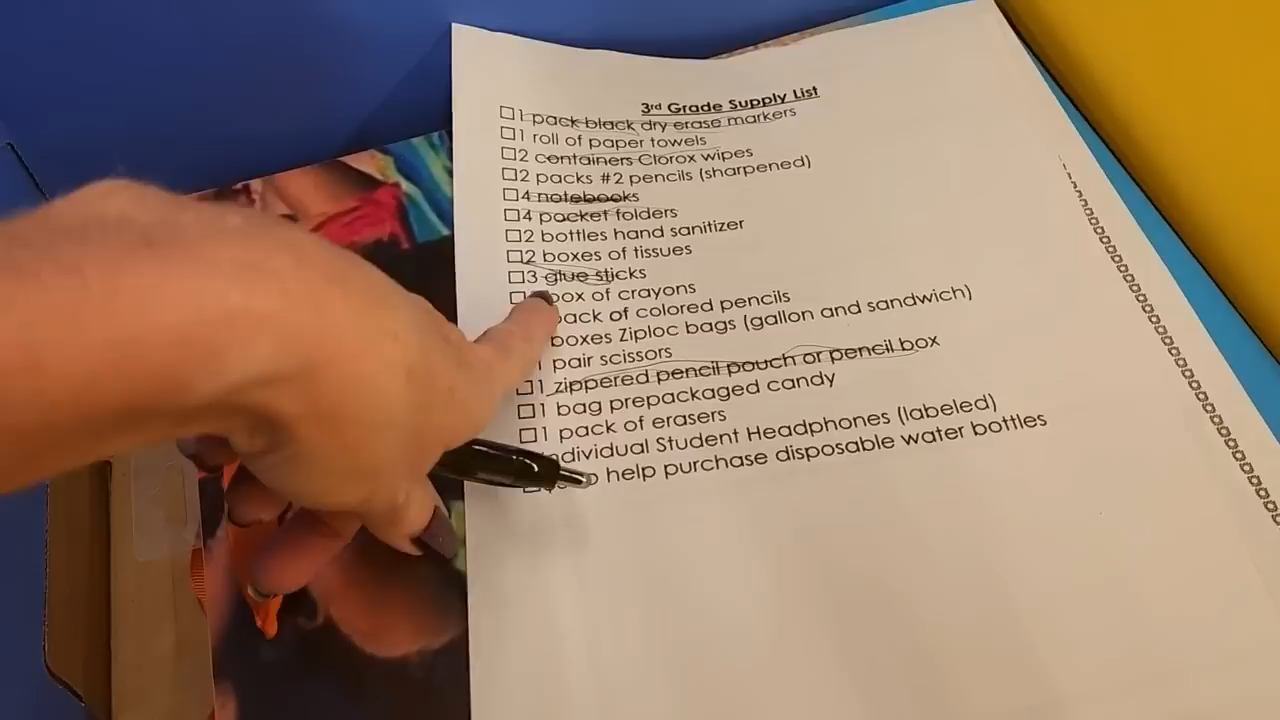 3rd Grade Supply List
☐1 pack black dry erase markers
☐1 roll of paper towels
☐2 containers Clorox wipes
☐2 packs #2 pencils (sharpened)
☐4 notebooks
☐4 pocket folders
☐2 bottles hand sanitizer
☐2 boxes of tissues
☐3 glue sticks
☐ box of crayons
pack of colored pencils
boxes Ziploc bags (gallon and sandwich)
1 pair scissors
☐1 zippered pencil pouch or pencil box
☐1 bag prepackaged candy
☐1 pack of erasers
Student Headphones (labeled)
help purchase disposable water bottles